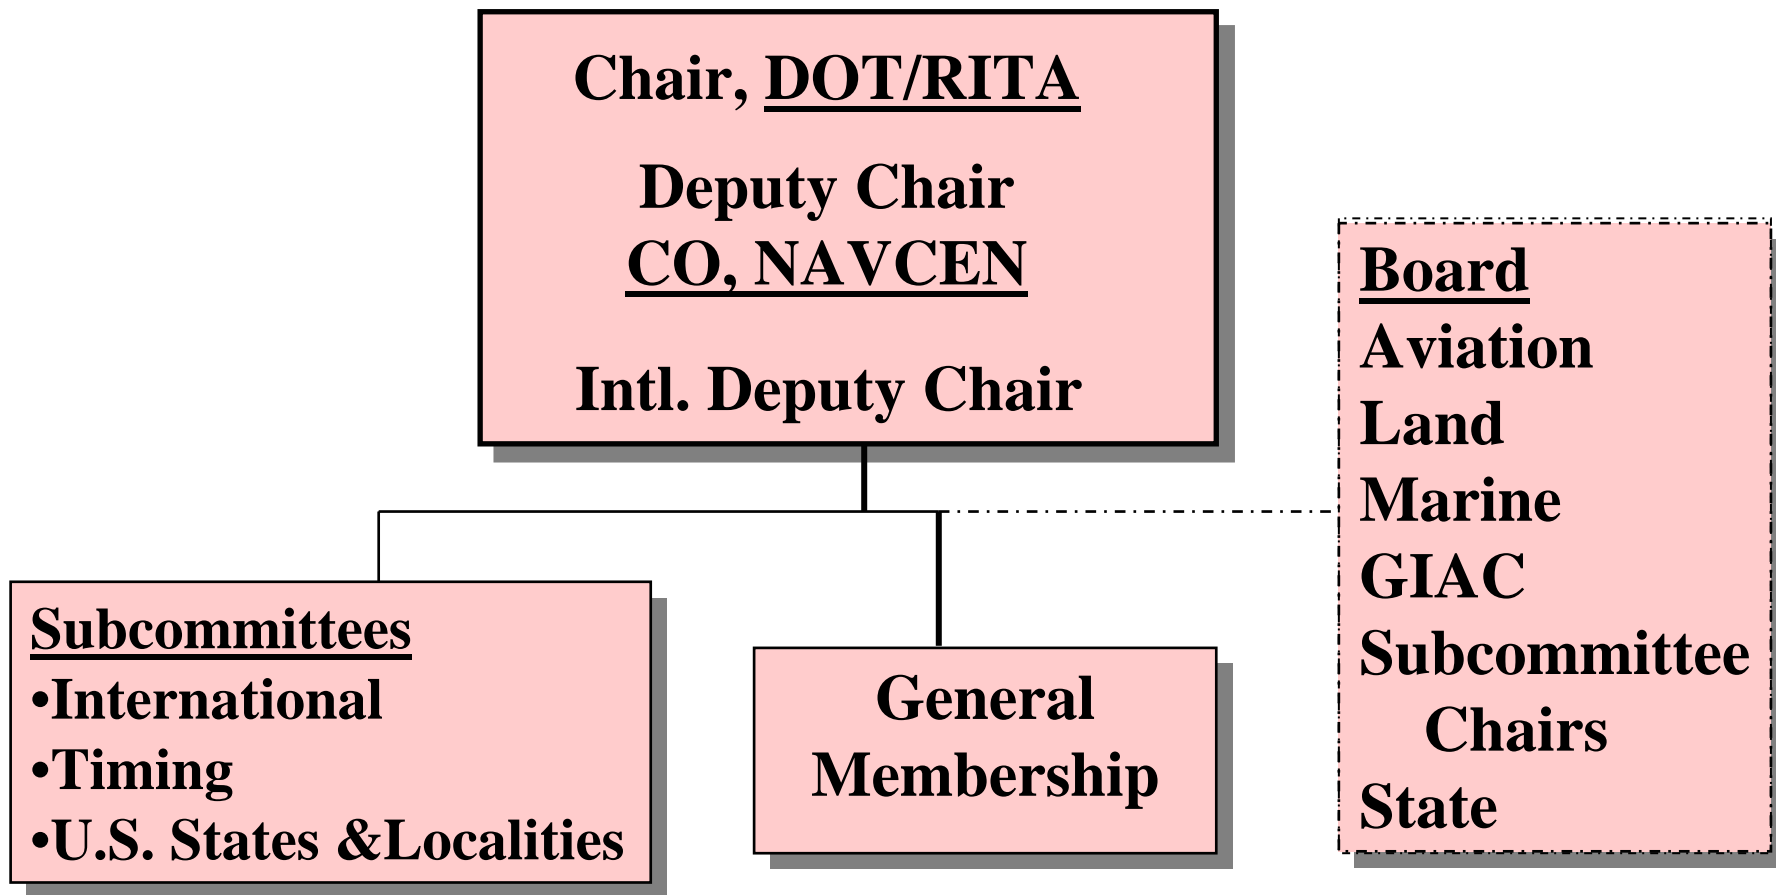 Chair, DOT/RITA
Deputy Chair
CO, NAVCEN
Intl. Deputy Chair
Board
Aviation
Land
Marine
GIAC
Subcommittee
Chairs
State
Subcommittees
•International
•Timing
•U.S. States &Localities
General
Membership